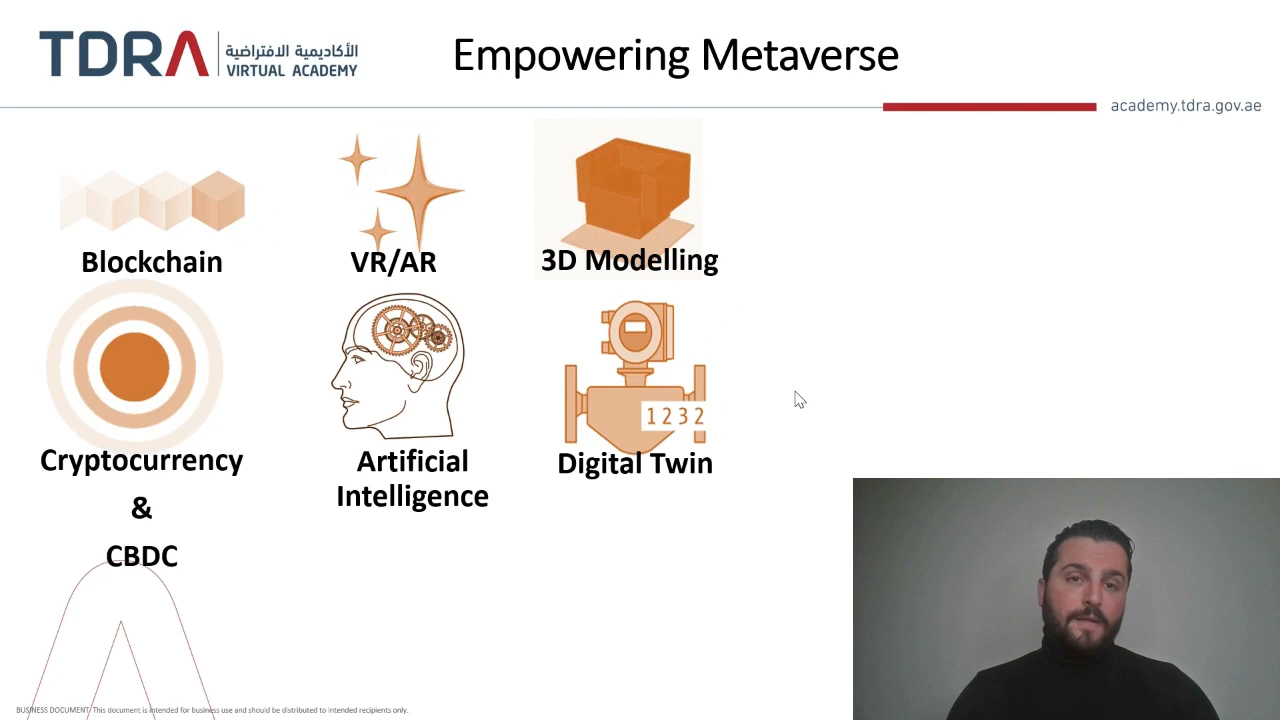 TDRA
الأكاديمية الافتراضية
VIRTUAL ACADEMY
Empowering Metaverse
academy.tdra.gov.ae
Blockchain
VR/AR
3D Modelling
1232
Cryptocurrency
&
CBDC
Artificial
Intelligence
Digital Twin
BUSINESS DOCUMENT: This document is intended for business use and should be distributed to intended recipients only.